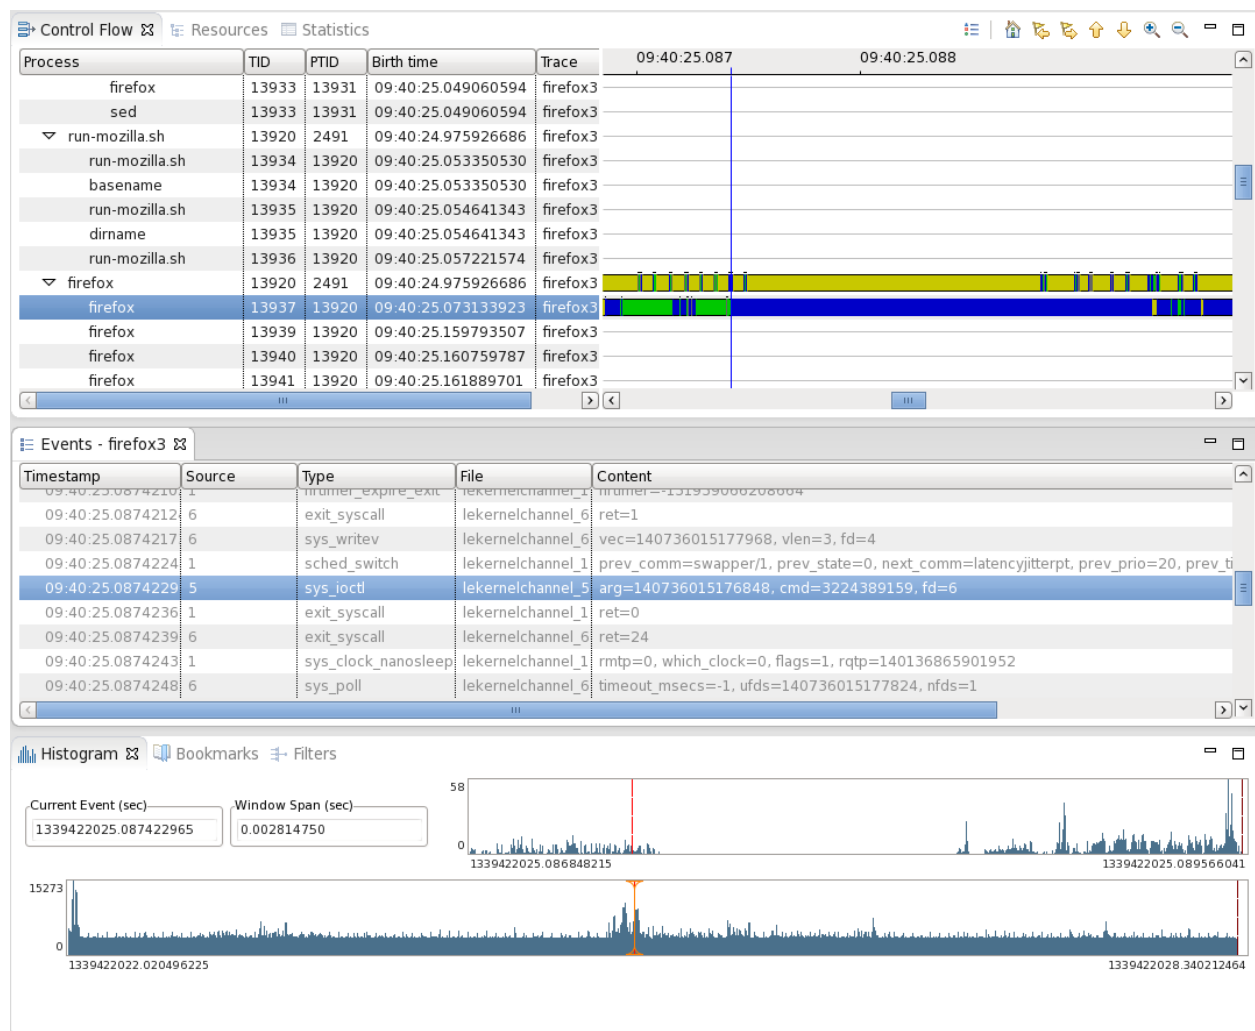 Control Flow Resources Statistics
Process TID PTID Birth time Trace 09:40:25.087 09:40:25.088
firefox 13933 13931 09:40:25.049060594 firefox3
sed 13933 13931 09:40:25.049060594 firefox3
run-mozilla.sh 13920 2491 09:40:24.975926686 firefox3
run-mozilla.sh 13934 13920 09:40:25.053350530 firefox3
basename 13934 13920 09:40:25.053350530 firefox3
run-mozilla.sh 13935 13920 09:40:25.054641343 firefox3
dirname 13935 13920 09:40:25.054641343 firefox3
run-mozilla.sh 13936 13920 09:40:25.057221574 firefox3
firefox 13920 2491 09:40:24.975926686 firefox3
firefox 13937 13920 09:40:25.073133923 firefox3
firefox 13939 13920 09:40:25.159793507 firefox3
firefox 13940 13920 09:40:25.160759787 firefox3
firefox 13941 13920 09:40:25.161889701 firefox3
Events - firefox3
Timestamp Source Type File Content
09:40:25.0874210 1 hrtimer_expire_exit lekernelchannel_1 hrtimer=-131939066208664
09:40:25.0874212 6 exit_syscall lekernelchannel_6 ret=1
09:40:25.0874217 6 sys_writev lekernelchannel_6 vec=140736015177968, vlen=3, fd=4
09:40:25.0874224 1 sched_switch lekernelchannel_1 prev_comm=swapper/1, prev_state=0, next_comm=latencyjitterpt, prev_prio=20, prev_ti
09:40:25.0874229 5 sys_ioctl lekernelchannel_5 arg=140736015176848, cmd=3224389159, fd=6
09:40:25.0874236 1 exit_syscall lekernelchannel_1 ret=0
09:40:25.0874239 6 exit_syscall lekernelchannel_6 ret=24
09:40:25.0874243 1 sys_clock_nanosleep lekernelchannel_1 rmtp=0, which_clock=0, flags=1, rqtp=140136865901952
09:40:25.0874248 6 sys_poll lekernelchannel_6 timeout_msecs=-1, ufds=140736015177824, nfds=1
Histogram Bookmarks Filters
Current Event (sec) Window Span (sec) 58
1339422025.087422965 0.002814750
0
1339422025.086848215 1339422025.089566041
15273
0
1339422022.020496225 1339422028.340212464